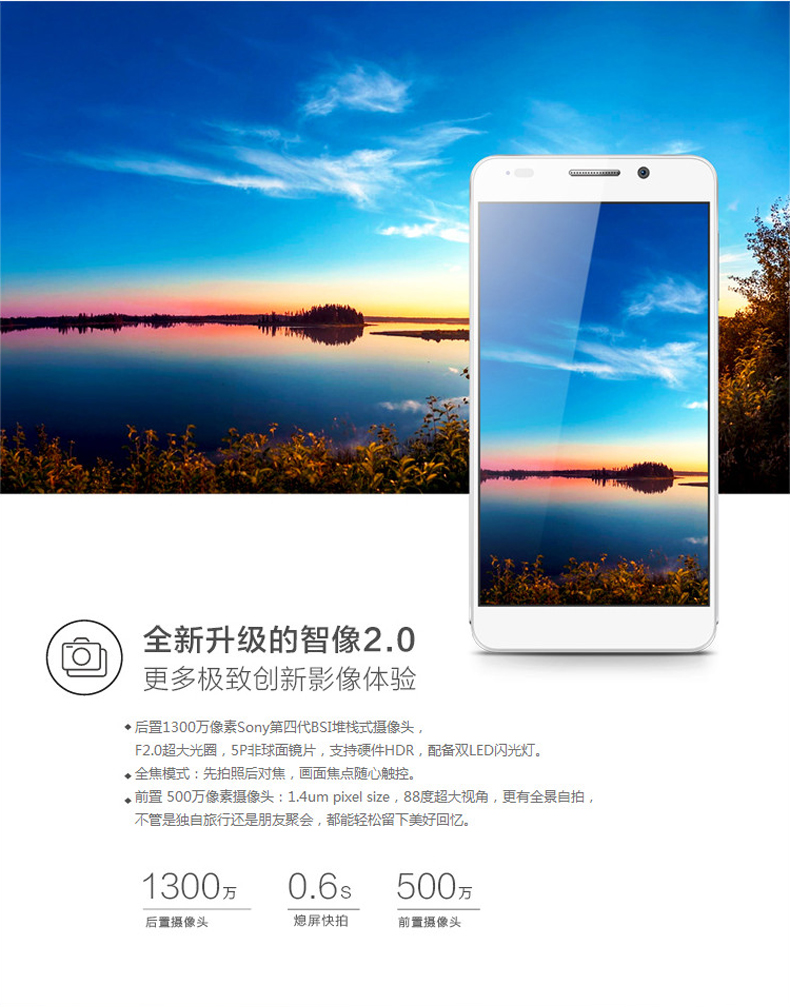 全新升级的智像2.0
更多极致创新影像体验
◆后置1300万像素Sony第四代BSI堆栈式摄像头，
F2.0超大光圈，5P非球面镜片，支持硬件HDR，配备双LED闪光灯。
◆全焦模式：先拍照后对焦，画面焦点随心触控。
◆前置 500万像素摄像头：1.4um pixel size，88度超大视角，更有全景自拍，
不管是独自旅行还是朋友聚会，都能轻松留下美好回忆。
1300万 0.6s 500万
后置摄像头 熄屏快拍 前置摄像头